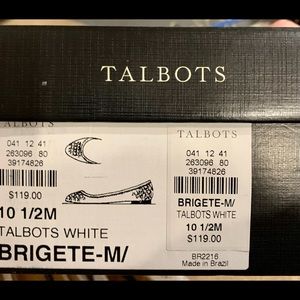 TALBOTS
TALBOTS
041 12 41
263096 80
39174826
$119.00
10 1/2M
TALBOTS WHITE
BRIGETE-M/
TALBOTS
041 12 41
263096 80
39174826
BRIGETE-M/
TALBOTS WHITE
10 1/2M
$119.00
BR2216
Made in Brazil